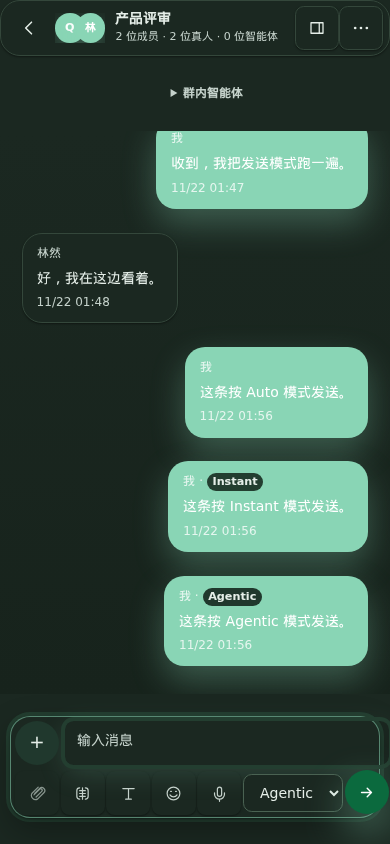 Q 林 产品评审
2 位成员 · 2 位真人 · 0 位智能体
▶ 群内智能体
我
收到，我把发送模式跑一遍。
11/22 01:47
林然
好，我在这边看着。
11/22 01:48
我
这条按 Auto 模式发送。
11/22 01:56
我 · Instant
这条按 Instant 模式发送。
11/22 01:56
我 · Agentic
这条按 Agentic 模式发送。
11/22 01:56
输入消息
Agentic